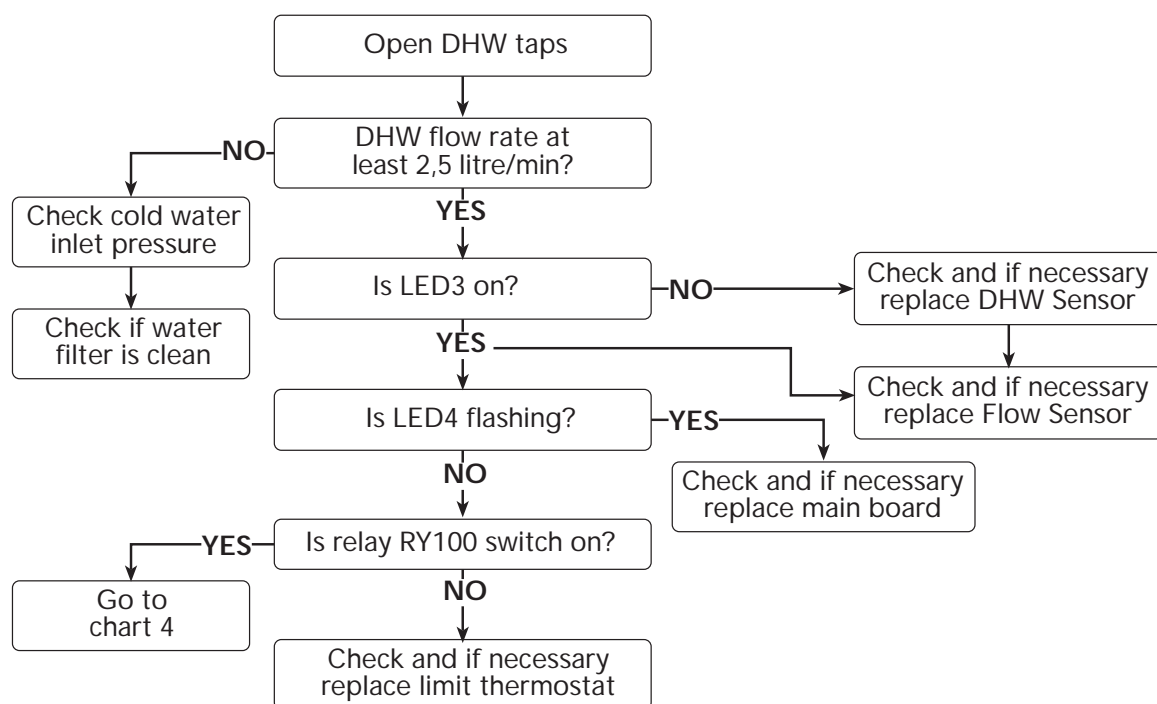 Open DHW taps
DHW flow rate at
least 2,5 litre/min?
NO
YES
Check cold water
inlet pressure
Check if water
filter is clean
Is LED3 on?
NO
Check and if necessary
replace DHW Sensor
YES
Check and if necessary
replace Flow Sensor
Is LED4 flashing?
YES
Check and if necessary
replace main board
NO
Is relay RY100 switch on?
YES
Go to
chart 4
NO
Check and if necessary
replace limit thermostat